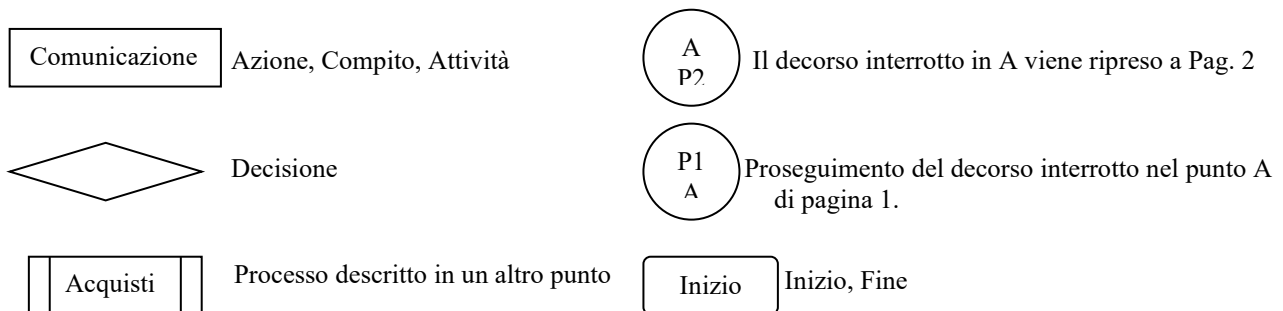 Comunicazione
Azione, Compito, Attività
A
P2
Il decorso interrotto in A viene ripreso a Pag. 2
Decisione
P1
A
Proseguimento del decorso interrotto nel punto A
di pagina 1.
Acquisti
Processo descritto in un altro punto
Inizio
Inizio, Fine